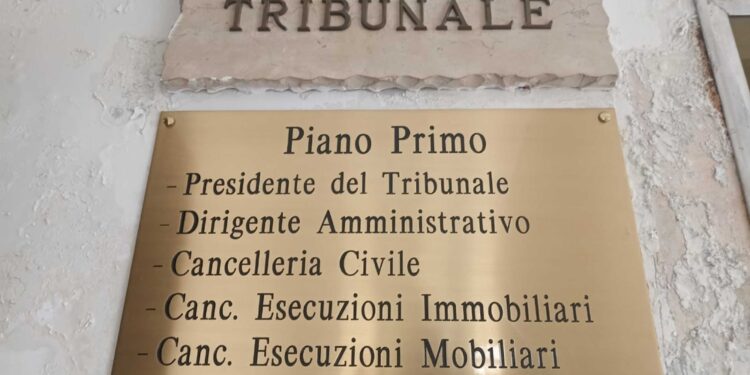 TRIBUNALE
Piano Primo
- Presidente del Tribunale
- Dirigente Amministrativo
- Cancelleria Civile
- Canc. Esecuzioni Immobiliari
- Canc. Esecuzioni Mobiliari